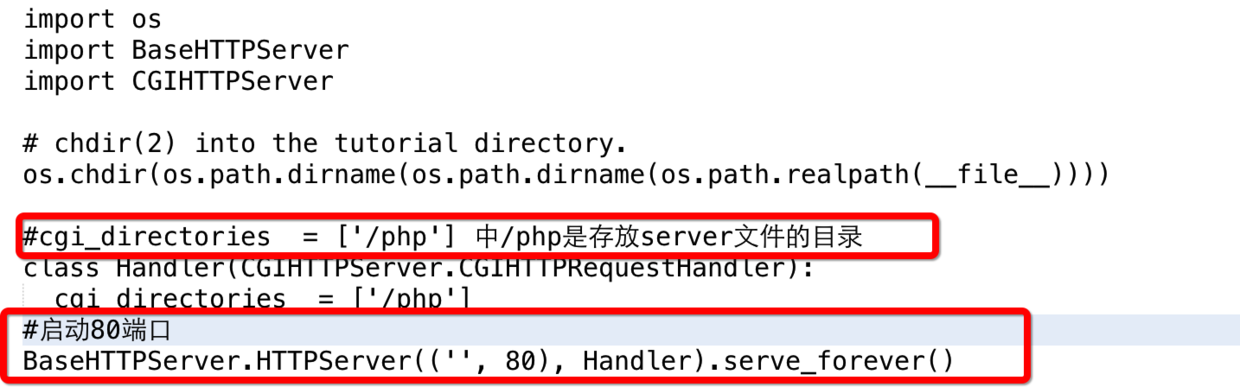 import os
import BaseHTTPServer
import CGIHTTPServer
# chdir(2) into the tutorial directory.
os.chdir(os.path.dirname(os.path.dirname(os.path.realpath(__file__))))
#cgi_directories  = ['/php'] 中/php是存放server文件的目录
class Handler(CGIHTTPServer.CGIHTTPRequestHandler):
  cgi_directories  = ['/php']
#启动80端口
BaseHTTPServer.HTTPServer(('', 80), Handler).serve_forever()